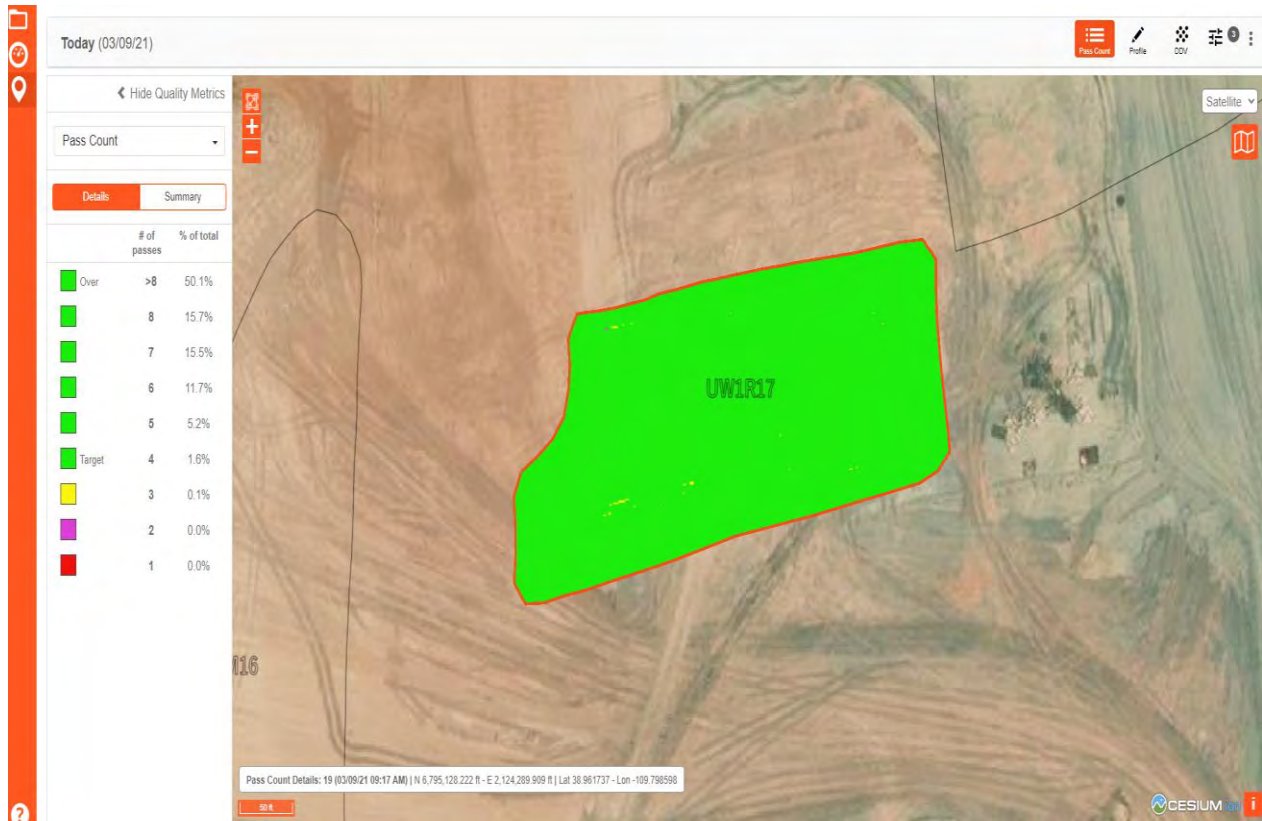 Today (03/09/21)
Pass Count
Profile
3
Hide Quality Metrics
Pass Count
Details
Summary
# of passes
% of total
Over >8 50.1%
8 15.7%
7 15.5%
6 11.7%
5 5.2%
Target 4 1.6%
3 0.1%
2 0.0%
1 0.0%
Satellite
UW1R17
Pass Count Details: 19 (03/09/21 09:17 AM) | N 6,795,128.222 ft - E 2,124,289.909 ft | Lat 38.961737 - Lon -109.798598
50 ft
CESIUM
i
?